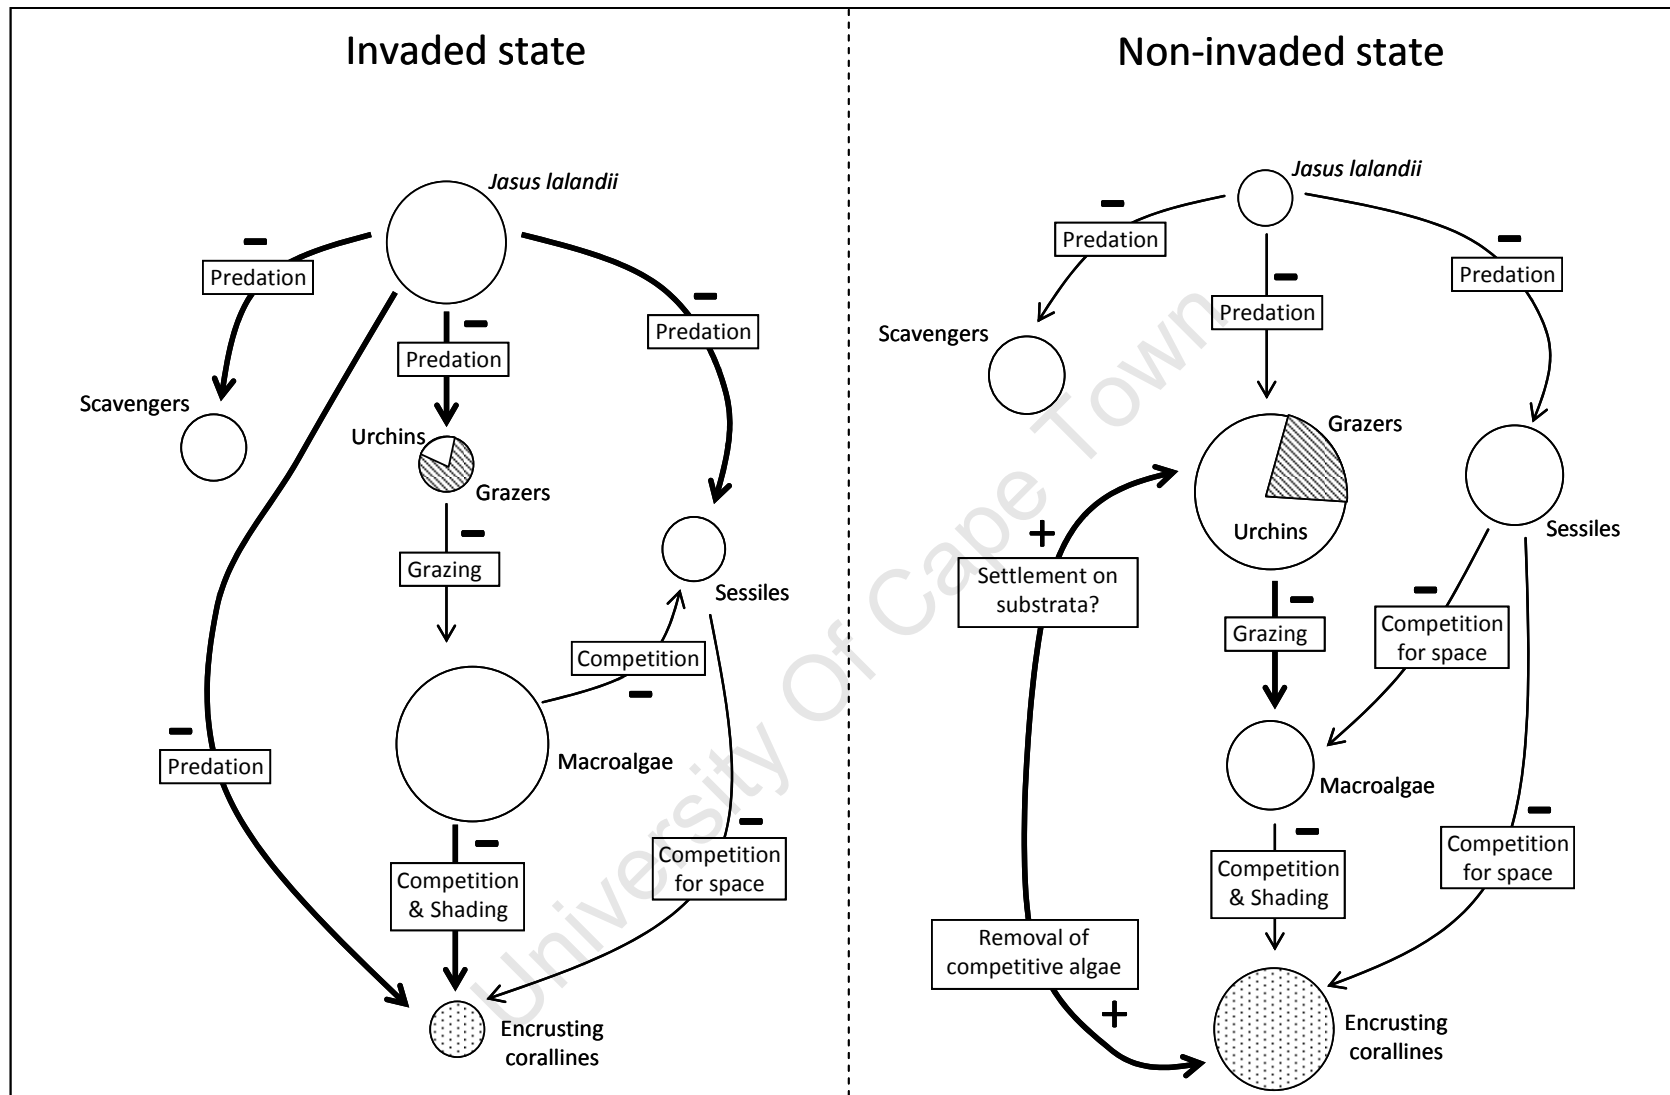 Invaded state
Jasus lalandii
−
Predation
−
Predation
−
Predation
−
Predation
Scavengers
Urchins
Grazers
−
Grazing
Sessiles
Competition
−
Macroalgae
−
Predation
−
Competition
& Shading
−
Competition
for space
Encrusting
corallines
Non-invaded state
Jasus lalandii
−
Predation
−
Predation
−
Predation
Scavengers
Grazers
Urchins
Sessiles
+
Settlement on
substrata?
−
Grazing
−
Competition
for space
Macroalgae
−
Competition
& Shading
−
Competition
for space
Removal of
competitive algae
+
Encrusting
corallines
University Of Cape Town